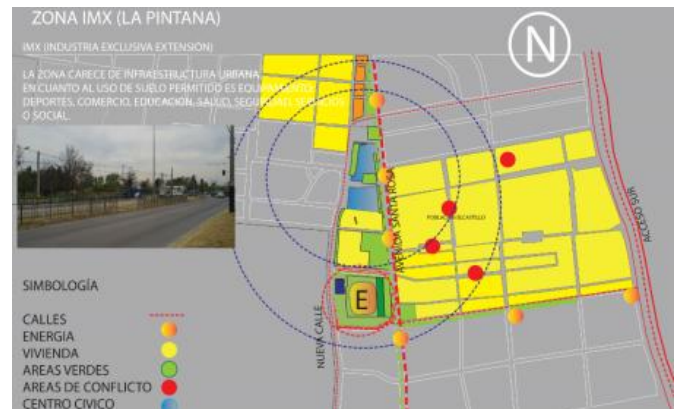 ZONA IMX (LA PINTANA)
N
IMX (INDUSTRIA EXCLUSIVA EXTENSIÓN)
LA ZONA CARECE DE INFRAESTRUCTURA URBANA,
EN CUANTO AL USO DE SUELO PERMITIDO ES EQUIPAMIENTO:
DEPORTES, COMERCIO, EDUCACIÓN, SALUD, SEGURIDAD, SERVICIOS
O SOCIAL.
AVENIDA SANTA ROSA
ACCESO SUR
NUEVA CALLE
E
SIMBOLOGÍA
CALLES
ENERGIA
VIVIENDA
AREAS VERDES
AREAS DE CONFLICTO
CENTRO CIVICO